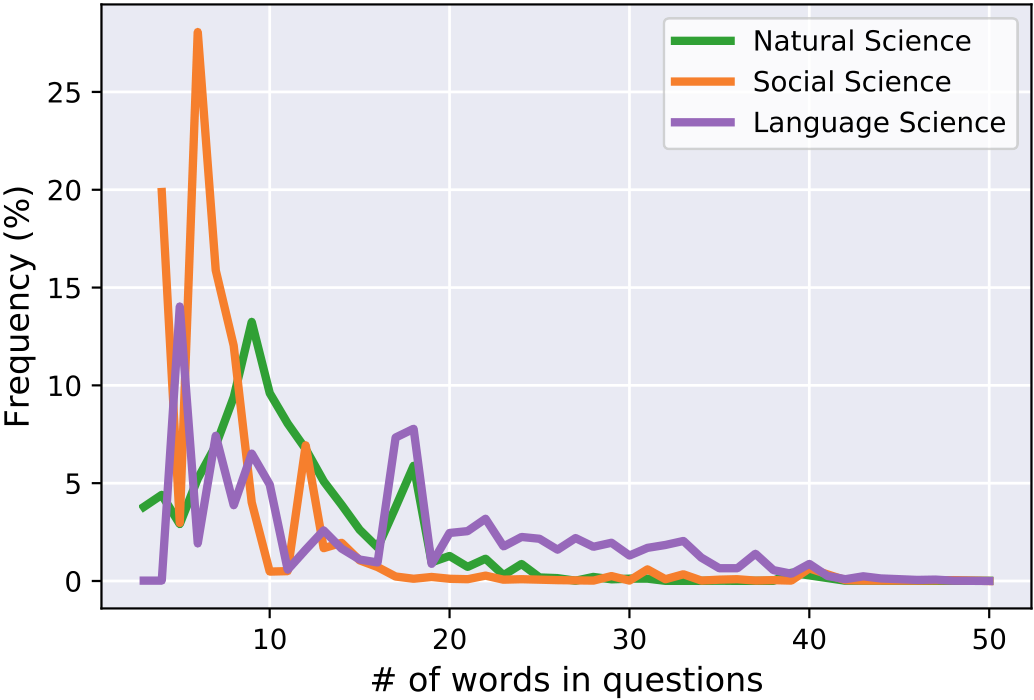 Natural Science
Social Science
Language Science
Frequency (%)
25
20
15
10
5
0
10 20 30 40 50
# of words in questions